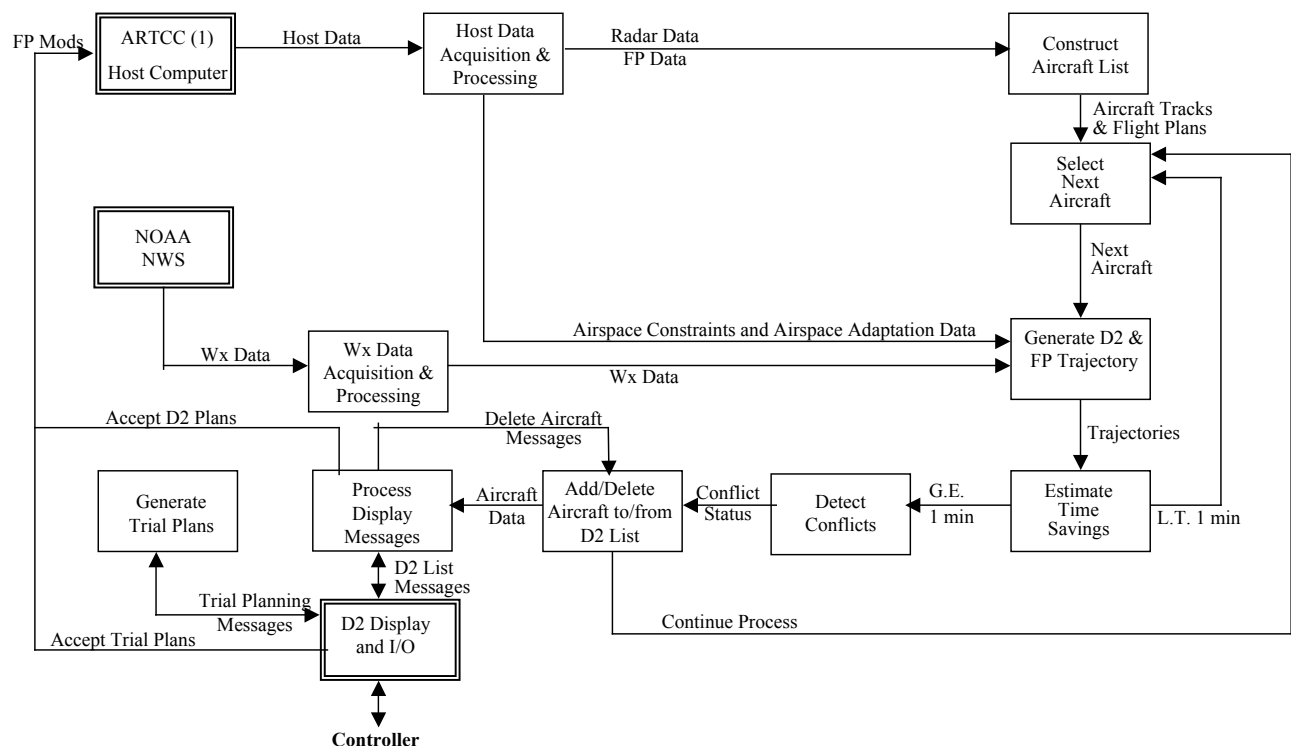 FP Mods
ARTCC (1)
Host Computer
Host Data
Host Data
Acquisition &
Processing
Radar Data
FP Data
Construct
Aircraft List
Aircraft Tracks
& Flight Plans
Select
Next
Aircraft
NOAA
NWS
Next
Aircraft
Airspace Constraints and Airspace Adaptation Data
Generate D2 &
FP Trajectory
Wx Data
Wx Data
Acquisition &
Processing
Wx Data
Accept D2 Plans
Delete Aircraft
Messages
Trajectories
Generate
Trial Plans
Process
Display
Messages
Aircraft
Data
Add/Delete
Aircraft to/from
D2 List
Conflict
Status
Detect
Conflicts
G.E.
1 min
Estimate
Time
Savings
L.T. 1 min
D2 List
Messages
Trial Planning
Messages
D2 Display
and I/O
Continue Process
Accept Trial Plans
Controller